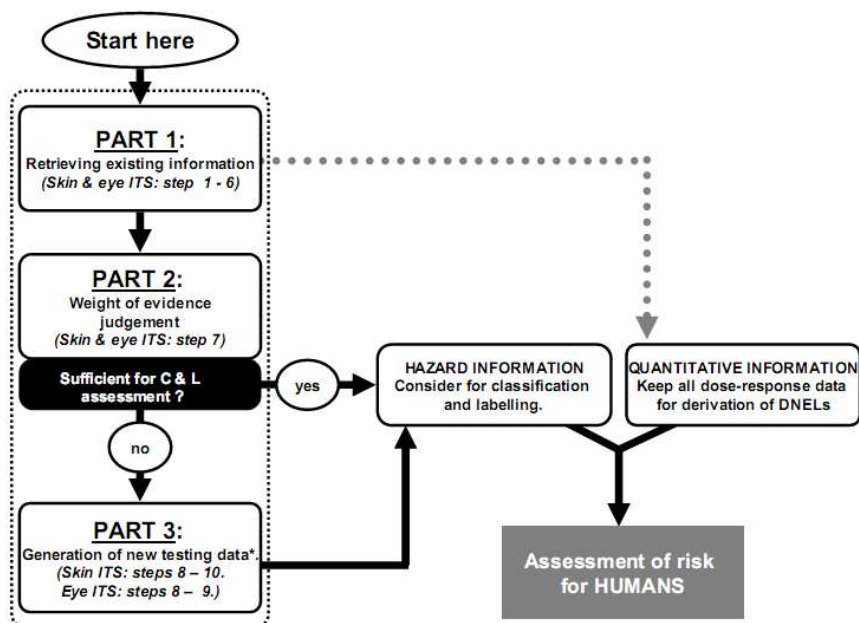 Start here
PART 1:
Retrieving existing information
(Skin & eye ITS: step 1 - 6)
PART 2:
Weight of evidence
judgement
(Skin & eye ITS: step 7)
Sufficient for C & L
assessment ?
yes
no
HAZARD INFORMATION
Consider for classification
and labelling.
QUANTITATIVE INFORMATION
Keep all dose-response data
for derivation of DNELs
PART 3:
Generation of new testing data*.
(Skin ITS: steps 8 – 10.
Eye ITS: steps 8 – 9.)
Assessment of risk
for HUMANS